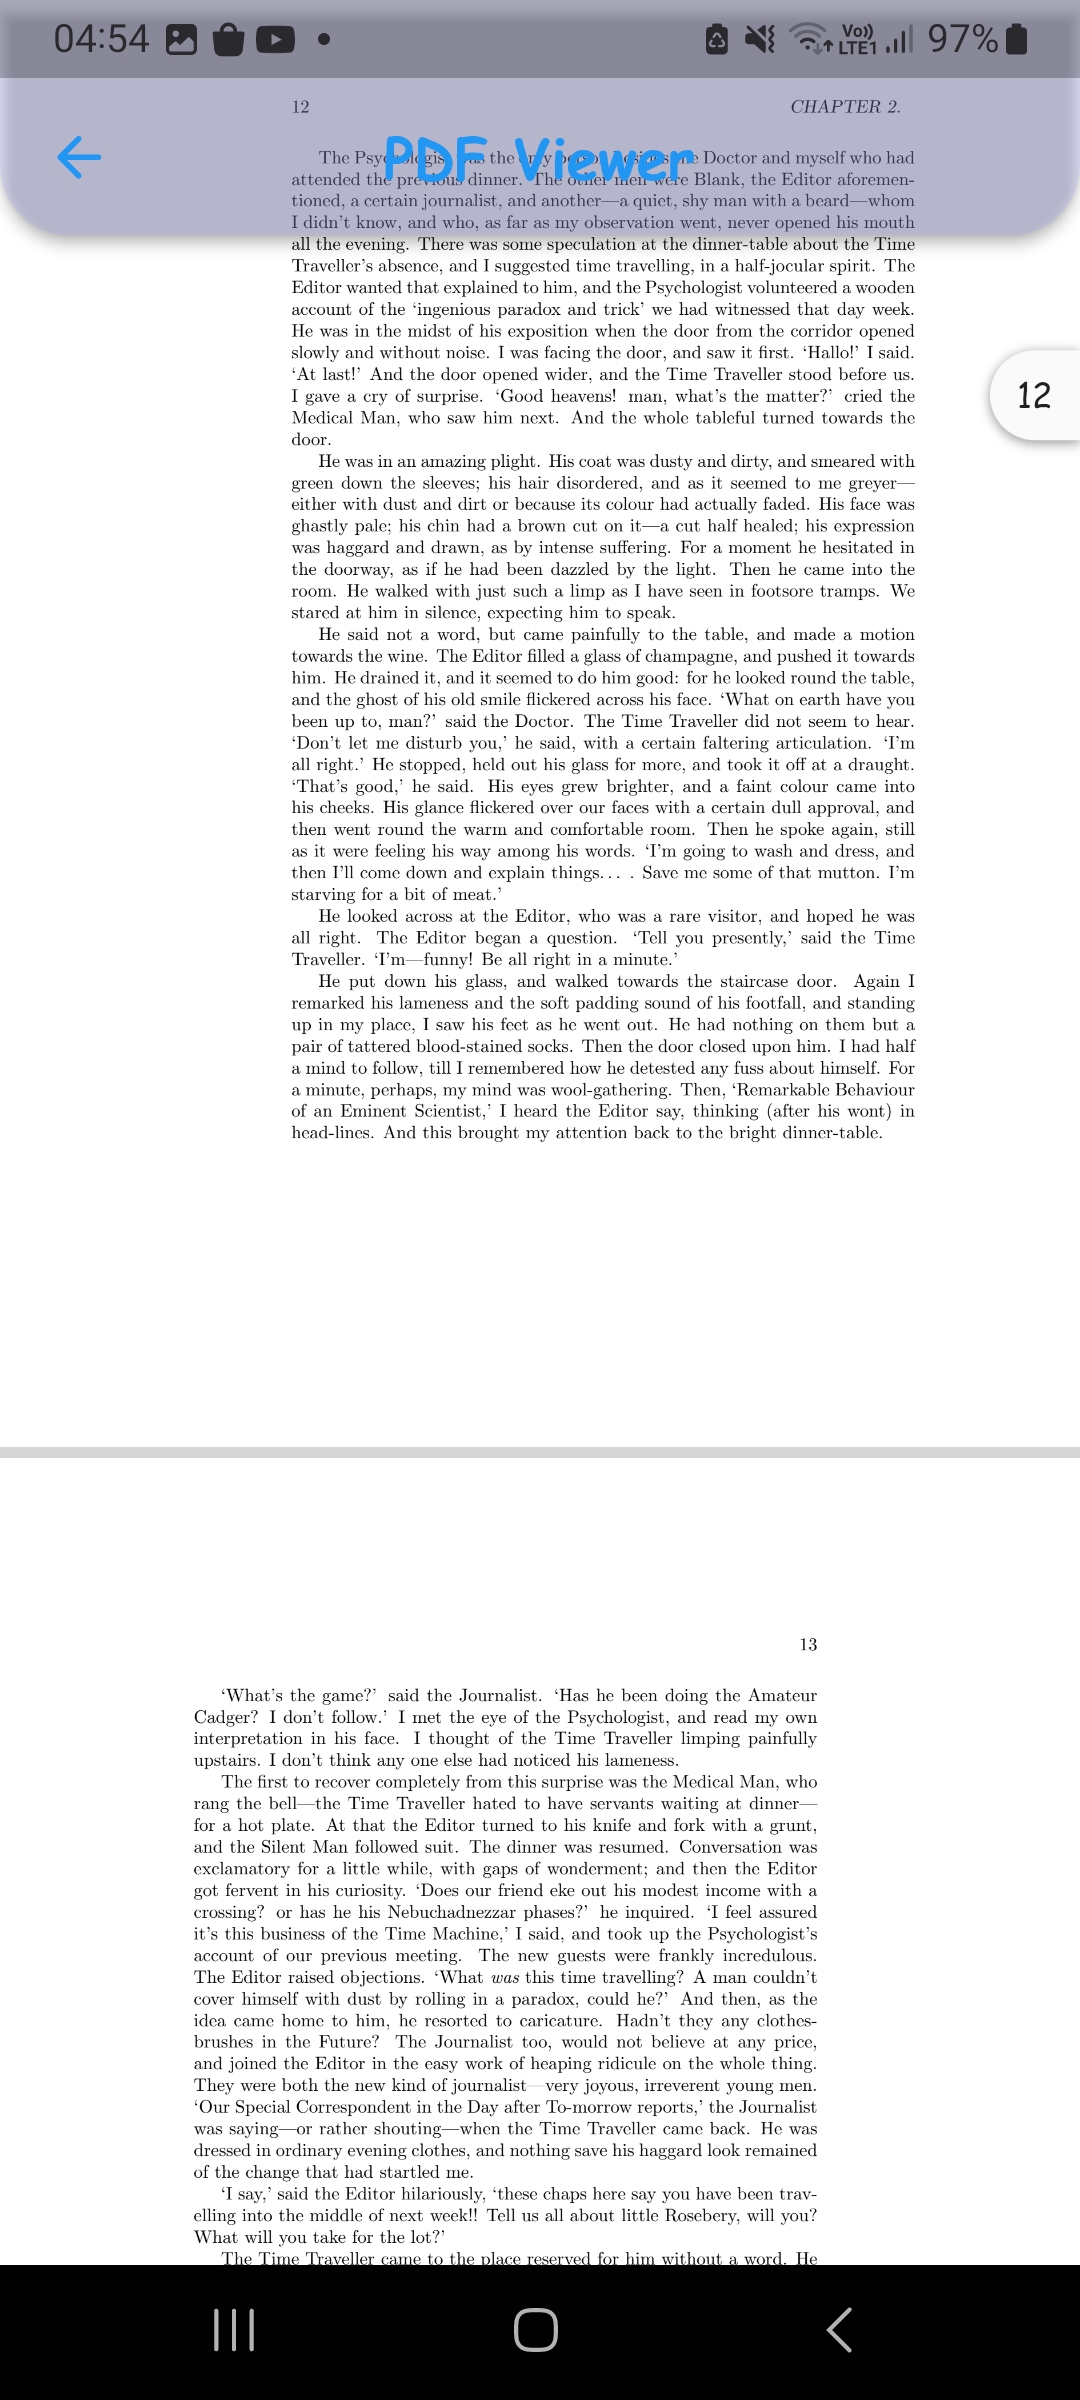 04:54
Vo)) LTE1 97%
12 CHAPTER 2.
PDF Viewer
The Psychologist was the only person besides the Doctor and myself who had
attended the previous dinner. The other men were Blank, the Editor aforemen-
tioned, a certain journalist, and another—a quiet, shy man with a beard—whom
I didn't know, and who, as far as my observation went, never opened his mouth
all the evening. There was some speculation at the dinner-table about the Time
Traveller's absence, and I suggested time travelling, in a half-jocular spirit. The
Editor wanted that explained to him, and the Psychologist volunteered a wooden
account of the ‘ingenious paradox and trick’ we had witnessed that day week.
He was in the midst of his exposition when the door from the corridor opened
slowly and without noise. I was facing the door, and saw it first. ‘Hallo!’ I said.
‘At last!’ And the door opened wider, and the Time Traveller stood before us.
I gave a cry of surprise. ‘Good heavens! man, what's the matter?’ cried the
Medical Man, who saw him next. And the whole tableful turned towards the
door.
12
He was in an amazing plight. His coat was dusty and dirty, and smeared with
green down the sleeves; his hair disordered, and as it seemed to me greyer—
either with dust and dirt or because its colour had actually faded. His face was
ghastly pale; his chin had a brown cut on it—a cut half healed; his expression
was haggard and drawn, as by intense suffering. For a moment he hesitated in
the doorway, as if he had been dazzled by the light. Then he came into the
room. He walked with just such a limp as I have seen in footsore tramps. We
stared at him in silence, expecting him to speak.
He said not a word, but came painfully to the table, and made a motion
towards the wine. The Editor filled a glass of champagne, and pushed it towards
him. He drained it, and it seemed to do him good: for he looked round the table,
and the ghost of his old smile flickered across his face. ‘What on earth have you
been up to, man?’ said the Doctor. The Time Traveller did not seem to hear.
‘Don't let me disturb you,’ he said, with a certain faltering articulation. ‘I'm
all right.’ He stopped, held out his glass for more, and took it off at a draught.
‘That's good,’ he said. His eyes grew brighter, and a faint colour came into
his cheeks. His glance flickered over our faces with a certain dull approval, and
then went round the warm and comfortable room. Then he spoke again, still
as it were feeling his way among his words. ‘I'm going to wash and dress, and
then I'll come down and explain things... . Save me some of that mutton. I'm
starving for a bit of meat.’
He looked across at the Editor, who was a rare visitor, and hoped he was
all right. The Editor began a question. ‘Tell you presently,’ said the Time
Traveller. ‘I'm—funny! Be all right in a minute.’
He put down his glass, and walked towards the staircase door. Again I
remarked his lameness and the soft padding sound of his footfall, and standing
up in my place, I saw his feet as he went out. He had nothing on them but a
pair of tattered blood-stained socks. Then the door closed upon him. I had half
a mind to follow, till I remembered how he detested any fuss about himself. For
a minute, perhaps, my mind was wool-gathering. Then, ‘Remarkable Behaviour
of an Eminent Scientist,’ I heard the Editor say, thinking (after his wont) in
head-lines. And this brought my attention back to the bright dinner-table.
13
‘What's the game?’ said the Journalist. ‘Has he been doing the Amateur
Cadger? I don't follow.’ I met the eye of the Psychologist, and read my own
interpretation in his face. I thought of the Time Traveller limping painfully
upstairs. I don't think any one else had noticed his lameness.
The first to recover completely from this surprise was the Medical Man, who
rang the bell—the Time Traveller hated to have servants waiting at dinner—
for a hot plate. At that the Editor turned to his knife and fork with a grunt,
and the Silent Man followed suit. The dinner was resumed. Conversation was
exclamatory for a little while, with gaps of wonderment; and then the Editor
got fervent in his curiosity. ‘Does our friend eke out his modest income with a
crossing? or has he his Nebuchadnezzar phases?’ he inquired. ‘I feel assured
it's this business of the Time Machine,’ I said, and took up the Psychologist's
account of our previous meeting. The new guests were frankly incredulous.
The Editor raised objections. ‘What was this time travelling? A man couldn't
cover himself with dust by rolling in a paradox, could he?’ And then, as the
idea came home to him, he resorted to caricature. Hadn't they any clothes-
brushes in the Future? The Journalist too, would not believe at any price,
and joined the Editor in the easy work of heaping ridicule on the whole thing.
They were both the new kind of journalist—very joyous, irreverent young men.
‘Our Special Correspondent in the Day after To-morrow reports,’ the Journalist
was saying—or rather shouting—when the Time Traveller came back. He was
dressed in ordinary evening clothes, and nothing save his haggard look remained
of the change that had startled me.
‘I say,’ said the Editor hilariously, ‘these chaps here say you have been trav-
elling into the middle of next week!! Tell us all about little Rosebery, will you?
What will you take for the lot?’
The Time Traveller came to the place reserved for him without a word. He